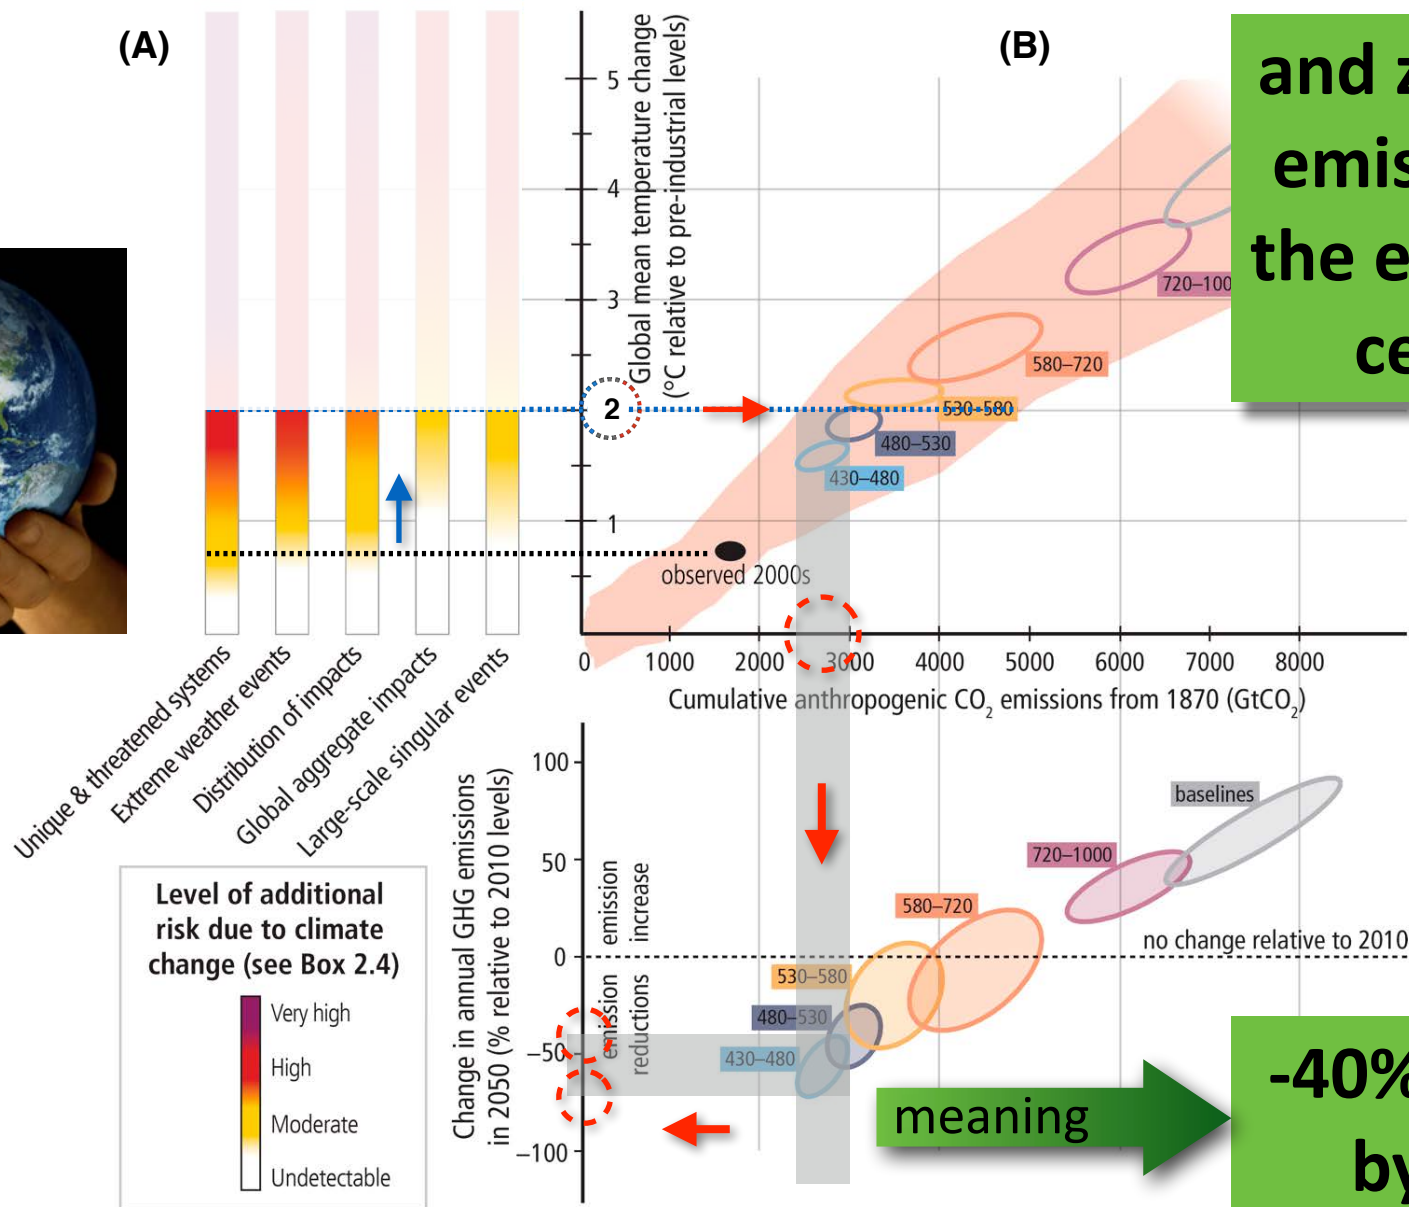 (A)
(B)
Global mean temperature change
(°C relative to pre-industrial levels)
5
4
3
2
1
720–100
580–720
530–580
480–530
430–480
observed 2000s
0 1000 2000 3000 4000 5000 6000 7000 8000
Cumulative anthropogenic CO2 emissions from 1870 (GtCO2)
and z
emis
the e
ce
Unique & threatened systems
Extreme weather events
Distribution of impacts
Global aggregate impacts
Large-scale singular events
Level of additional
risk due to climate
change (see Box 2.4)
Very high
High
Moderate
Undetectable
Change in annual GHG emissions
in 2050 (% relative to 2010 levels)
100
50
0
−50
−100
emission
increase
emission
reductions
baselines
720–1000
580–720
no change relative to 2010
530–580
480–530
430–480
meaning
-40%
by